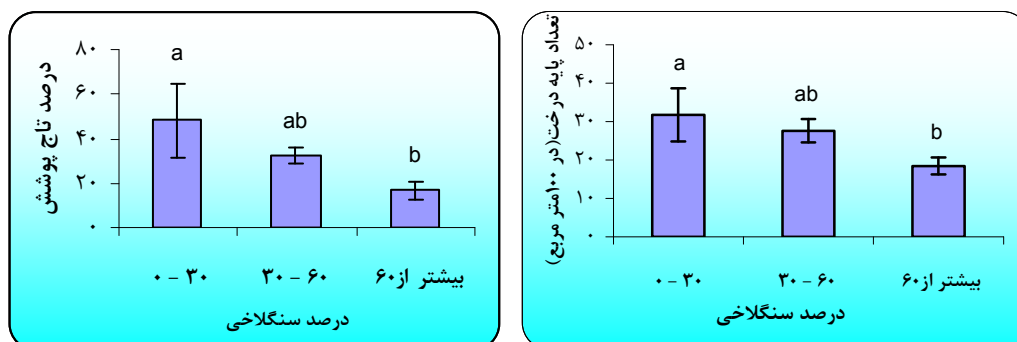 درصد تاج پوشش
۸۰
۶۰
۴۰
۲۰
۰
a
ab
b
۰ - ۳۰
۳۰ - ۶۰
بیشتر از۶۰
درصد سنگلاخی
تعداد پایه درخت(در ۱۰۰متر مربع)
۵۰
۴۰
۳۰
۲۰
۱۰
۰
a
ab
b
۰ - ۳۰
۳۰ - ۶۰
بیشتر از۶۰
درصد سنگلاخی